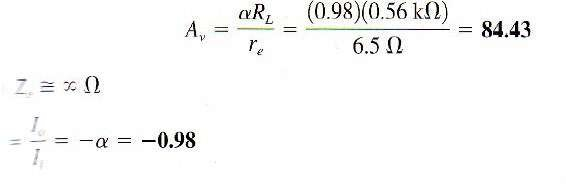 A_v = αR_L / r_e = (0.98)(0.56 kΩ) / 6.5 Ω = 84.43
Z ≅ ∞ Ω
= I_o / I_i = −α = −0.98